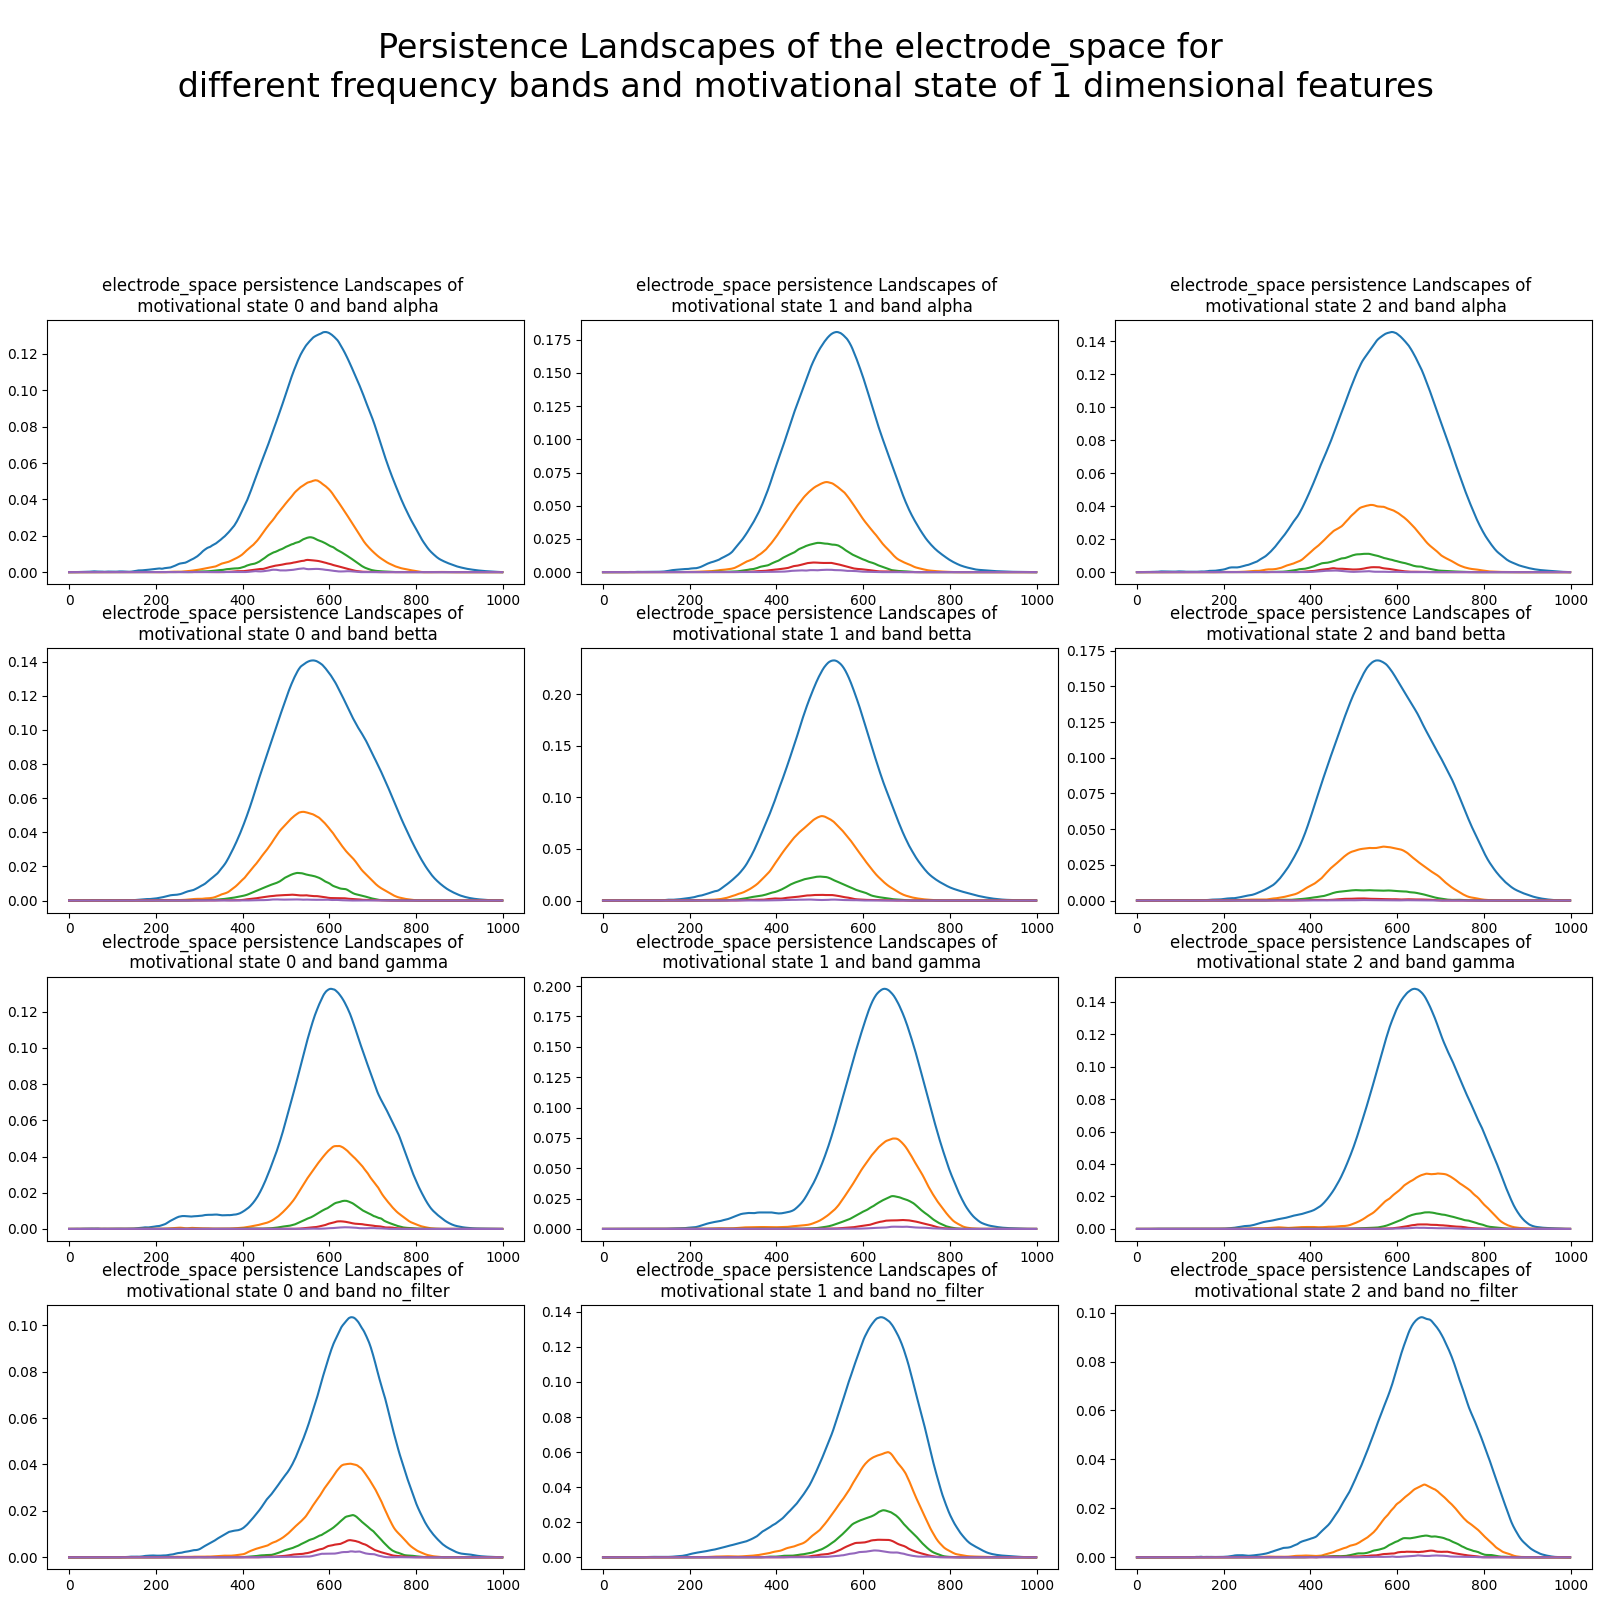 Persistence Landscapes of the electrode_space for
different frequency bands and motivational state of 1 dimensional features
electrode_space persistence Landscapes of
motivational state 0 and band alpha
0.12
0.10
0.08
0.06
0.04
0.02
0.00
0 200 400 600 800 1000
electrode_space persistence Landscapes of
motivational state 1 and band alpha
0.175
0.150
0.125
0.100
0.075
0.050
0.025
0.000
0 200 400 600 800 1000
electrode_space persistence Landscapes of
motivational state 2 and band alpha
0.14
0.12
0.10
0.08
0.06
0.04
0.02
0.00
0 200 400 600 800 1000
electrode_space persistence Landscapes of
motivational state 0 and band betta
0.14
0.12
0.10
0.08
0.06
0.04
0.02
0.00
0 200 400 600 800 1000
electrode_space persistence Landscapes of
motivational state 1 and band betta
0.20
0.15
0.10
0.05
0.00
0 200 400 600 800 1000
electrode_space persistence Landscapes of
motivational state 2 and band betta
0.175
0.150
0.125
0.100
0.075
0.050
0.025
0.000
0 200 400 600 800 1000
electrode_space persistence Landscapes of
motivational state 0 and band gamma
0.12
0.10
0.08
0.06
0.04
0.02
0.00
0 200 400 600 800 1000
electrode_space persistence Landscapes of
motivational state 1 and band gamma
0.200
0.175
0.150
0.125
0.100
0.075
0.050
0.025
0.000
0 200 400 600 800 1000
electrode_space persistence Landscapes of
motivational state 2 and band gamma
0.14
0.12
0.10
0.08
0.06
0.04
0.02
0.00
0 200 400 600 800 1000
electrode_space persistence Landscapes of
motivational state 0 and band no_filter
0.10
0.08
0.06
0.04
0.02
0.00
0 200 400 600 800 1000
electrode_space persistence Landscapes of
motivational state 1 and band no_filter
0.14
0.12
0.10
0.08
0.06
0.04
0.02
0.00
0 200 400 600 800 1000
electrode_space persistence Landscapes of
motivational state 2 and band no_filter
0.10
0.08
0.06
0.04
0.02
0.00
0 200 400 600 800 1000